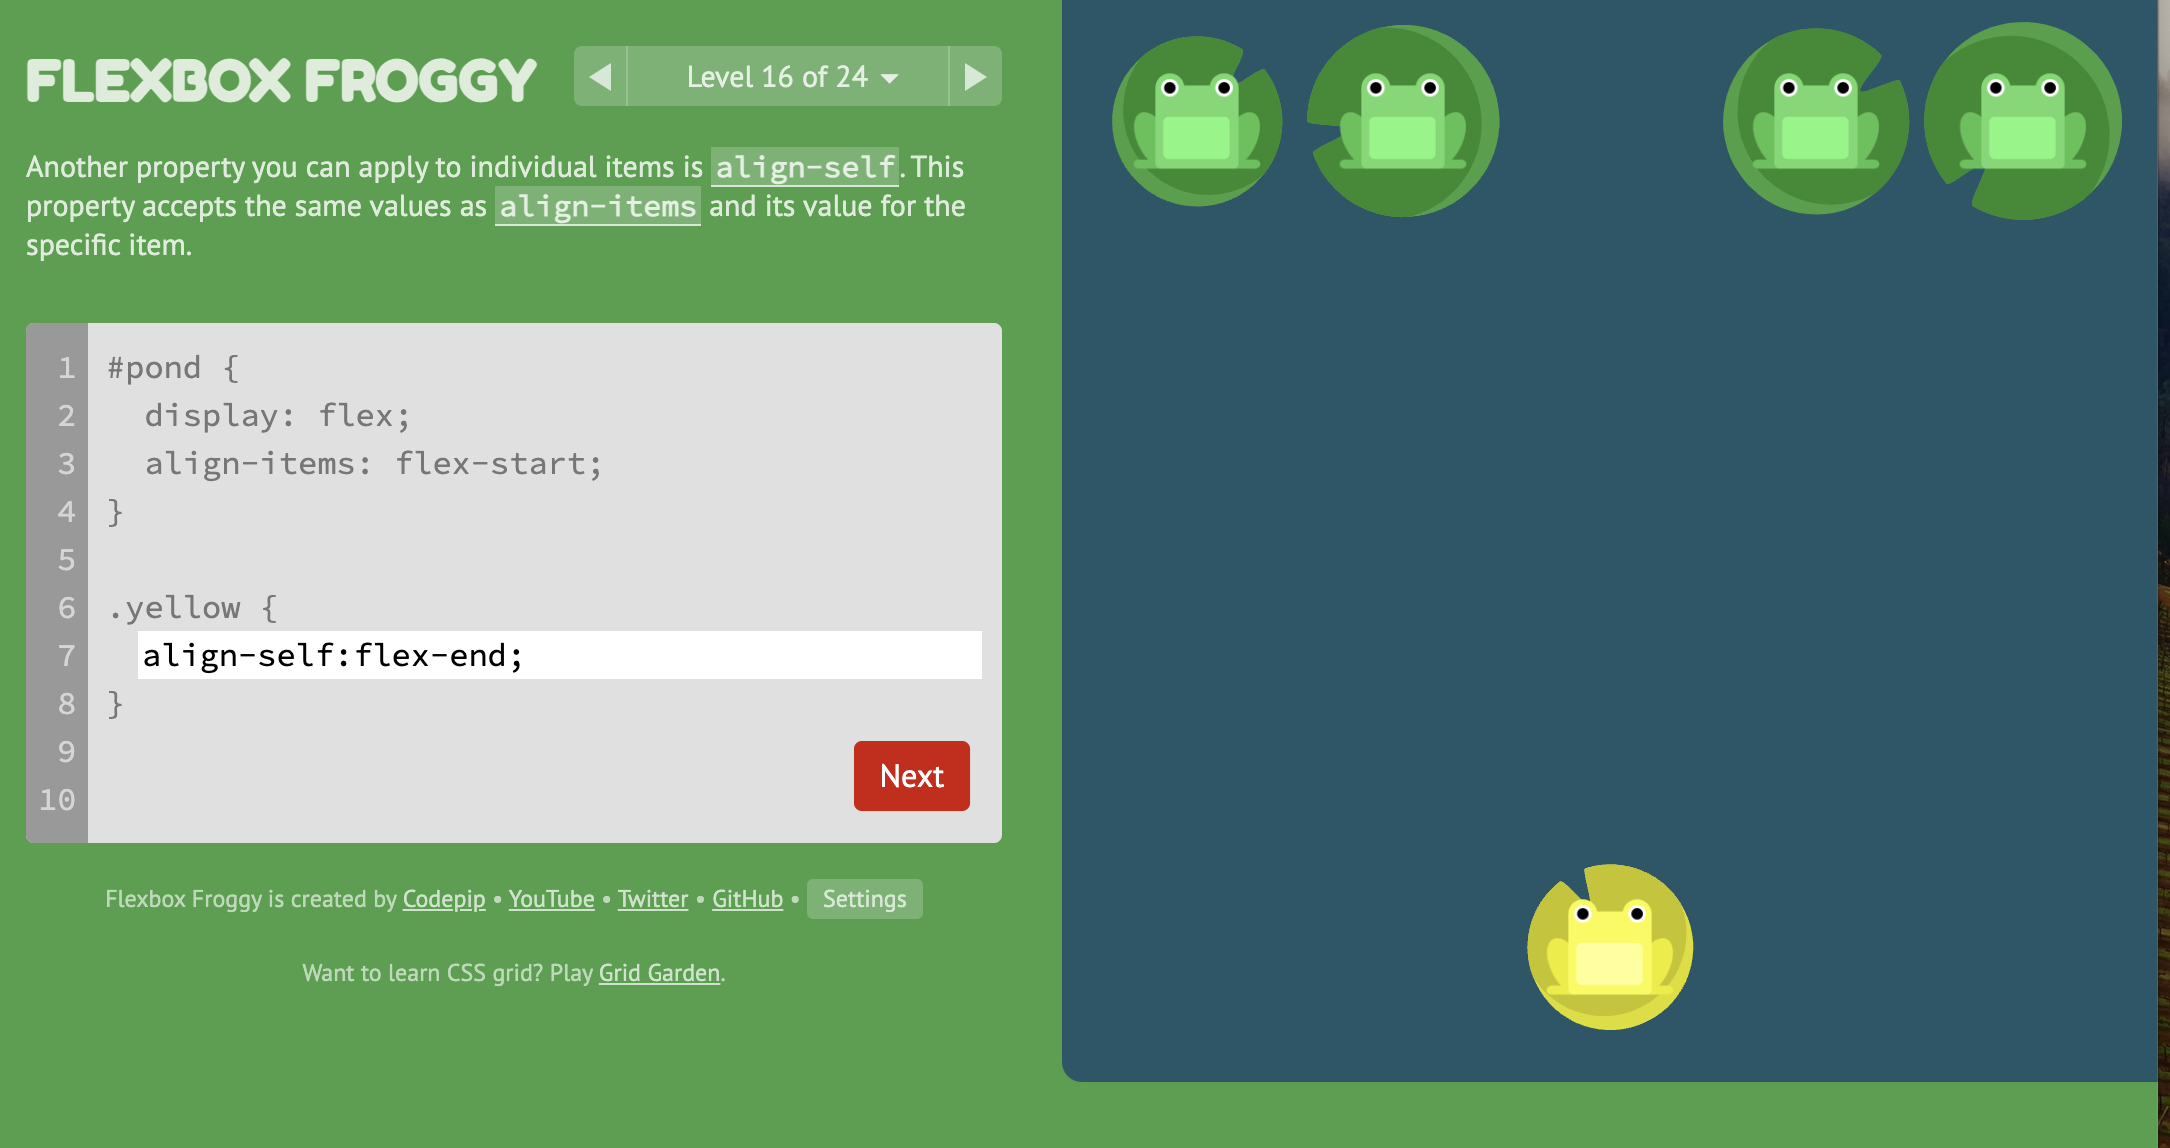 FLEXBOX FROGGY
Level 16 of 24
Another property you can apply to individual items is align-self. This
property accepts the same values as align-items and its value for the
specific item.
1 #pond {
2 display: flex;
3 align-items: flex-start;
4 }
5
6 .yellow {
7 align-self:flex-end;
8 }
9
10
Next
Flexbox Froggy is created by Codepip • YouTube • Twitter • GitHub • Settings
Want to learn CSS grid? Play Grid Garden.